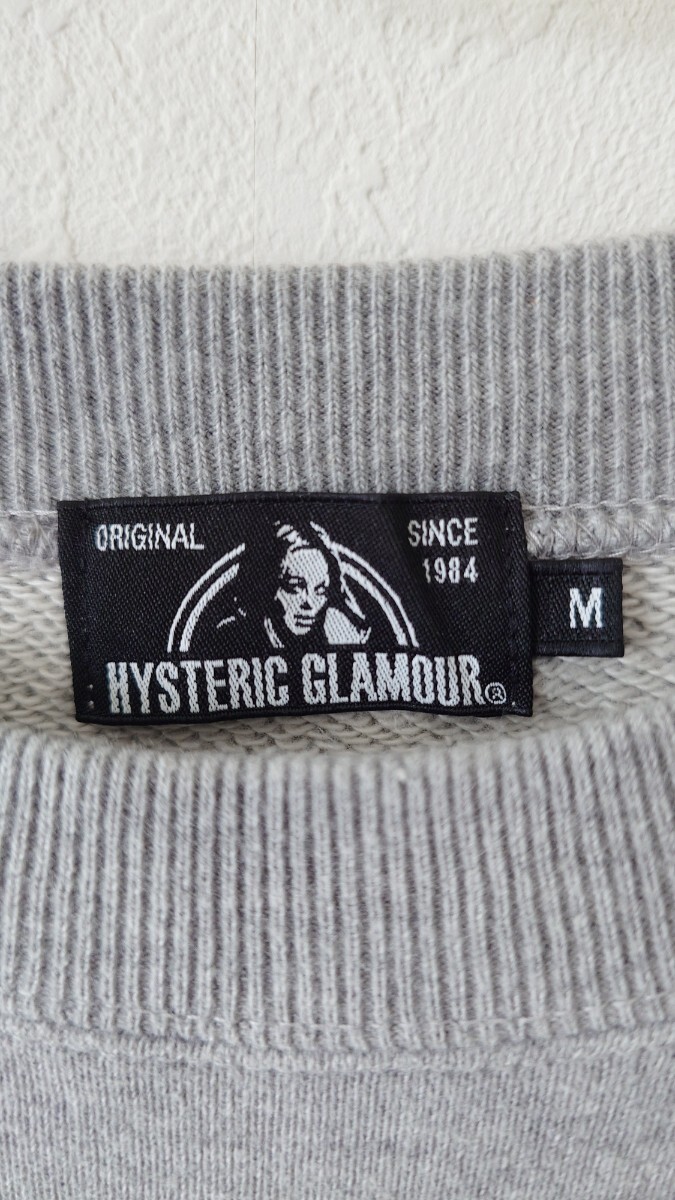 ORIGINAL
SINCE
1984
HYSTERIC GLAMOUR®
M